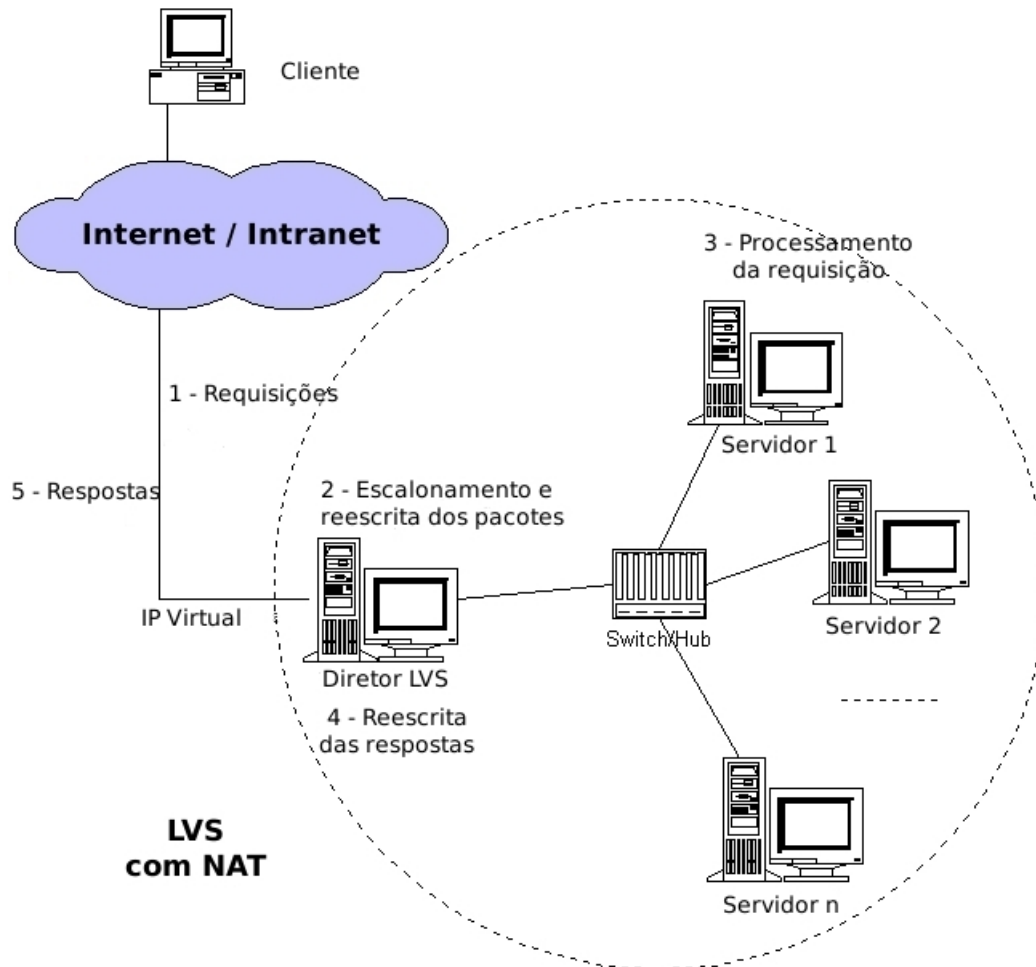 Cliente
Internet / Intranet
3 - Processamento
da requisição
1 - Requisições
Servidor 1
5 - Respostas
2 - Escalonamento e
reescrita dos pacotes
IP Virtual
Switch/Hub
Servidor 2
Diretor LVS
4 - Reescrita
das respostas
LVS
com NAT
Servidor n